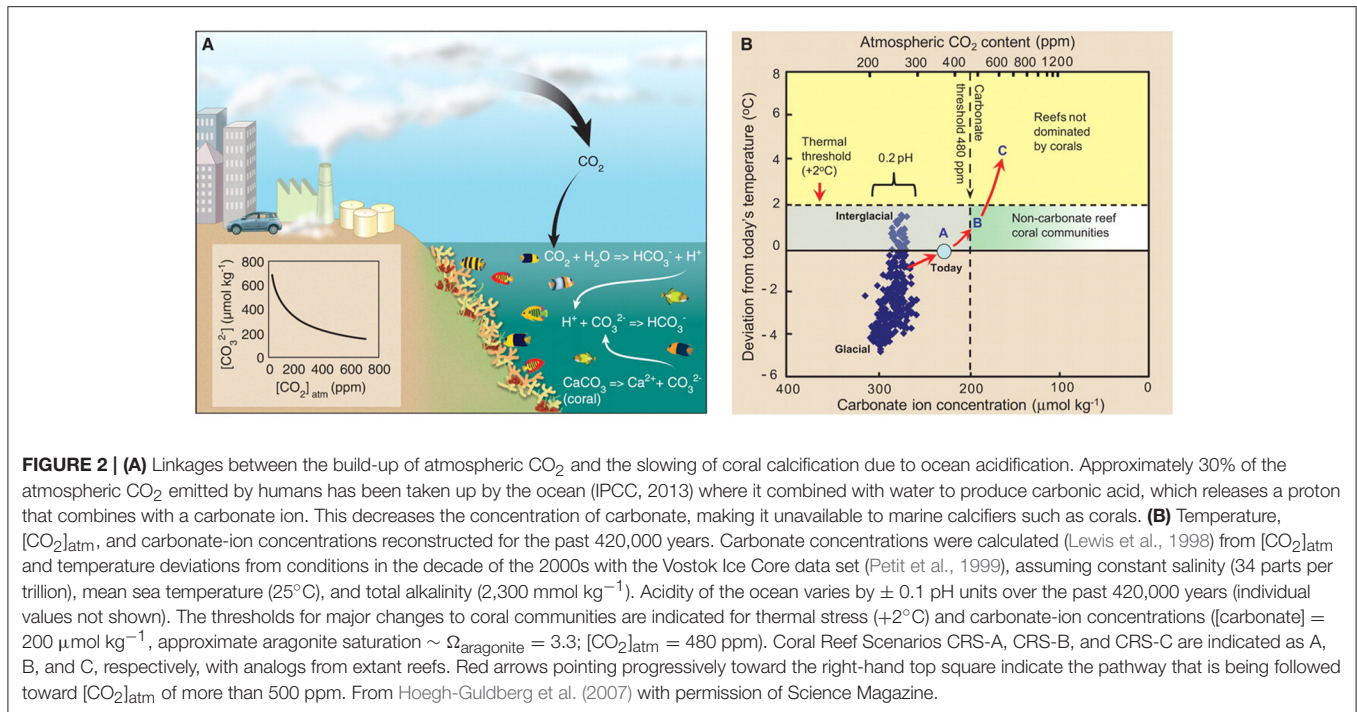 A
CO₂
CO₂ + H₂O => HCO₃⁻ + H⁺
H⁺ + CO₃²⁻ => HCO₃⁻
CaCO₃ => Ca²⁺ + CO₃²⁻
(coral)
[CO₃²⁻] (µmol kg⁻¹)
800
600
400
200
0
0 200 400 600 800
[CO₂]atm (ppm)
B
Atmospheric CO₂ content (ppm)
200 300 400 600 800 1200
Deviation from today's temperature (ºC)
8
6
4
2
0
- 2
- 4
- 6
Thermal
threshold
(+2ºC)
0.2 pH
Carbonate
threshold 480 ppm
Reefs not
dominated
by corals
C
Interglacial
A
B
Non-carbonate reef
coral communities
Today
Glacial
400 300 200 100 0
Carbonate ion concentration (µmol kg⁻¹)
FIGURE 2 | (A) Linkages between the build-up of atmospheric CO₂ and the slowing of coral calcification due to ocean acidification. Approximately 30% of the
atmospheric CO₂ emitted by humans has been taken up by the ocean (IPCC, 2013) where it combined with water to produce carbonic acid, which releases a proton
that combines with a carbonate ion. This decreases the concentration of carbonate, making it unavailable to marine calcifiers such as corals. (B) Temperature,
[CO₂]atm, and carbonate-ion concentrations reconstructed for the past 420,000 years. Carbonate concentrations were calculated (Lewis et al., 1998) from [CO₂]atm
and temperature deviations from conditions in the decade of the 2000s with the Vostok Ice Core data set (Petit et al., 1999), assuming constant salinity (34 parts per
trillion), mean sea temperature (25°C), and total alkalinity (2,300 mmol kg⁻¹). Acidity of the ocean varies by ± 0.1 pH units over the past 420,000 years (individual
values not shown). The thresholds for major changes to coral communities are indicated for thermal stress (+2°C) and carbonate-ion concentrations ([carbonate] =
200 µmol kg⁻¹, approximate aragonite saturation ~ Ωaragonite = 3.3; [CO₂]atm = 480 ppm). Coral Reef Scenarios CRS-A, CRS-B, and CRS-C are indicated as A,
B, and C, respectively, with analogs from extant reefs. Red arrows pointing progressively toward the right-hand top square indicate the pathway that is being followed
toward [CO₂]atm of more than 500 ppm. From Hoegh-Guldberg et al. (2007) with permission of Science Magazine.